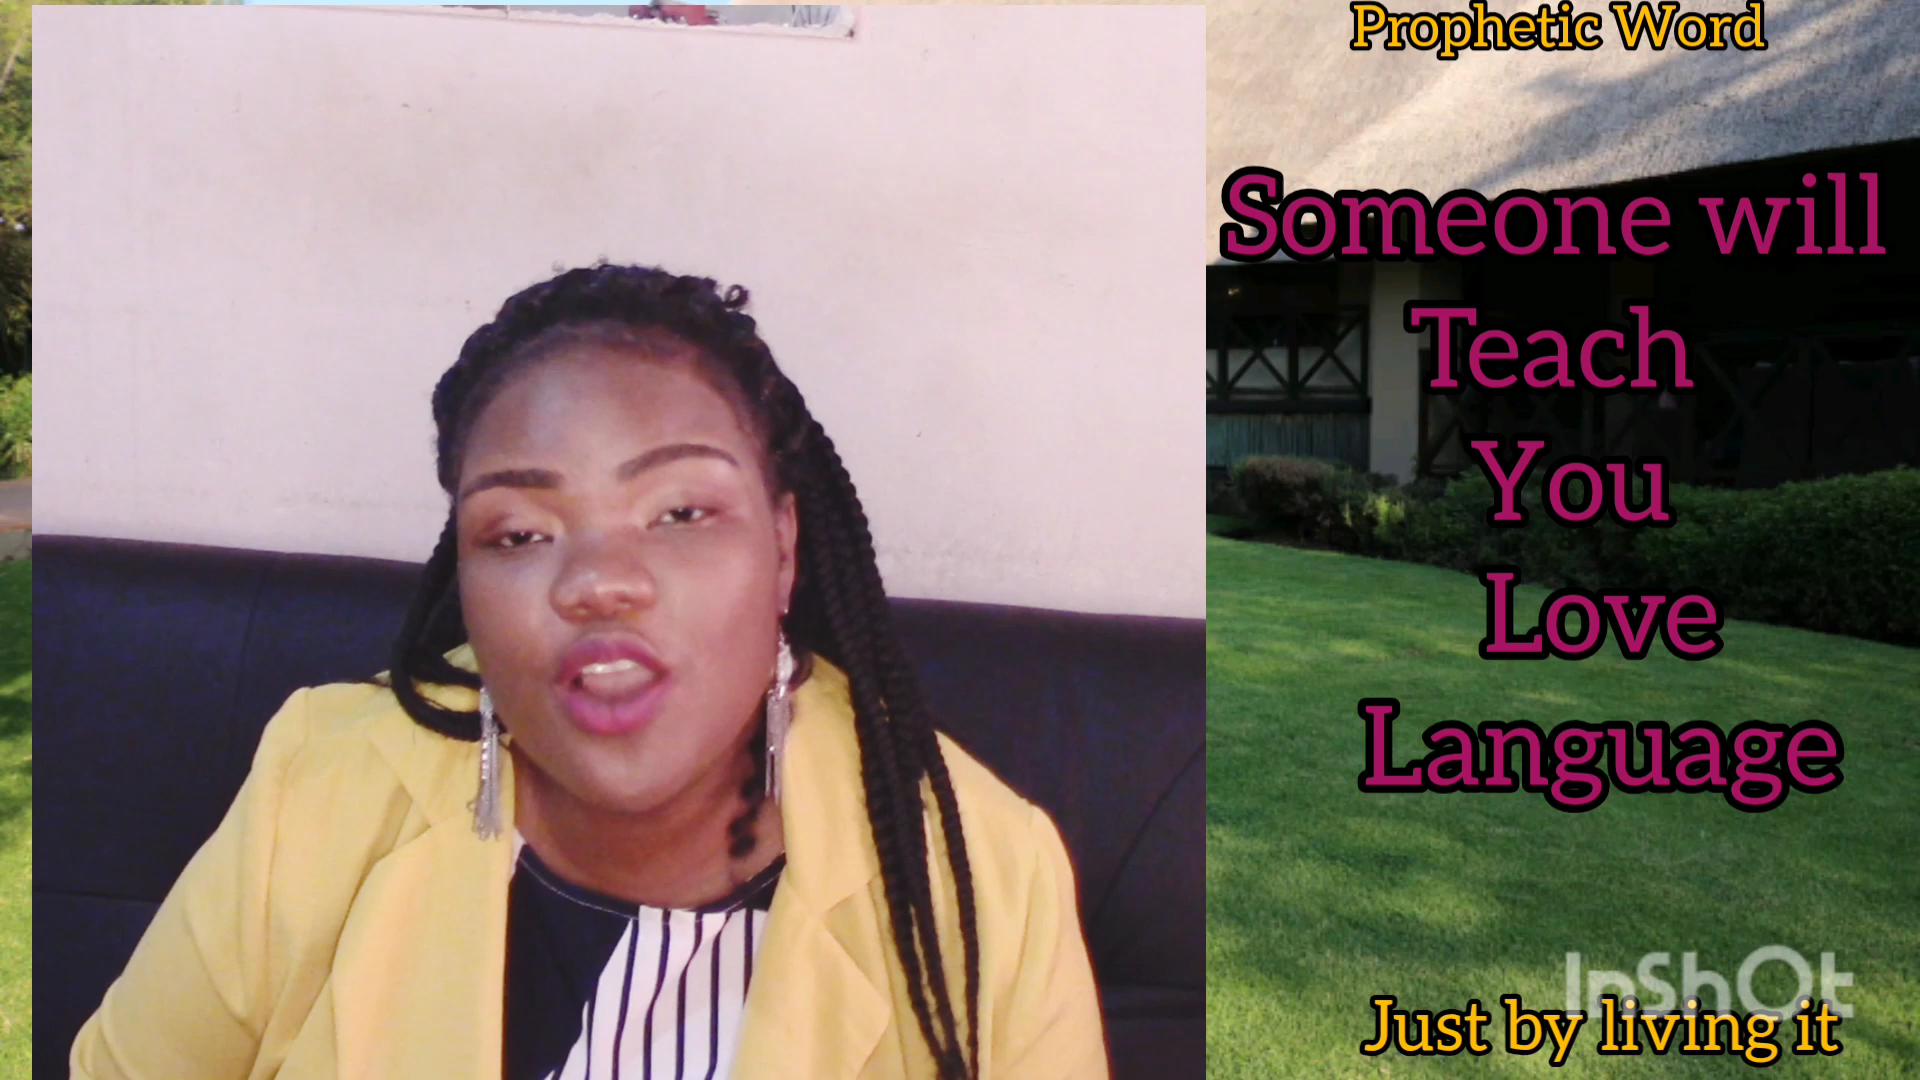 Prophetic Word
Someone will
Teach
You
Love
Language
InShOt
Just by living it